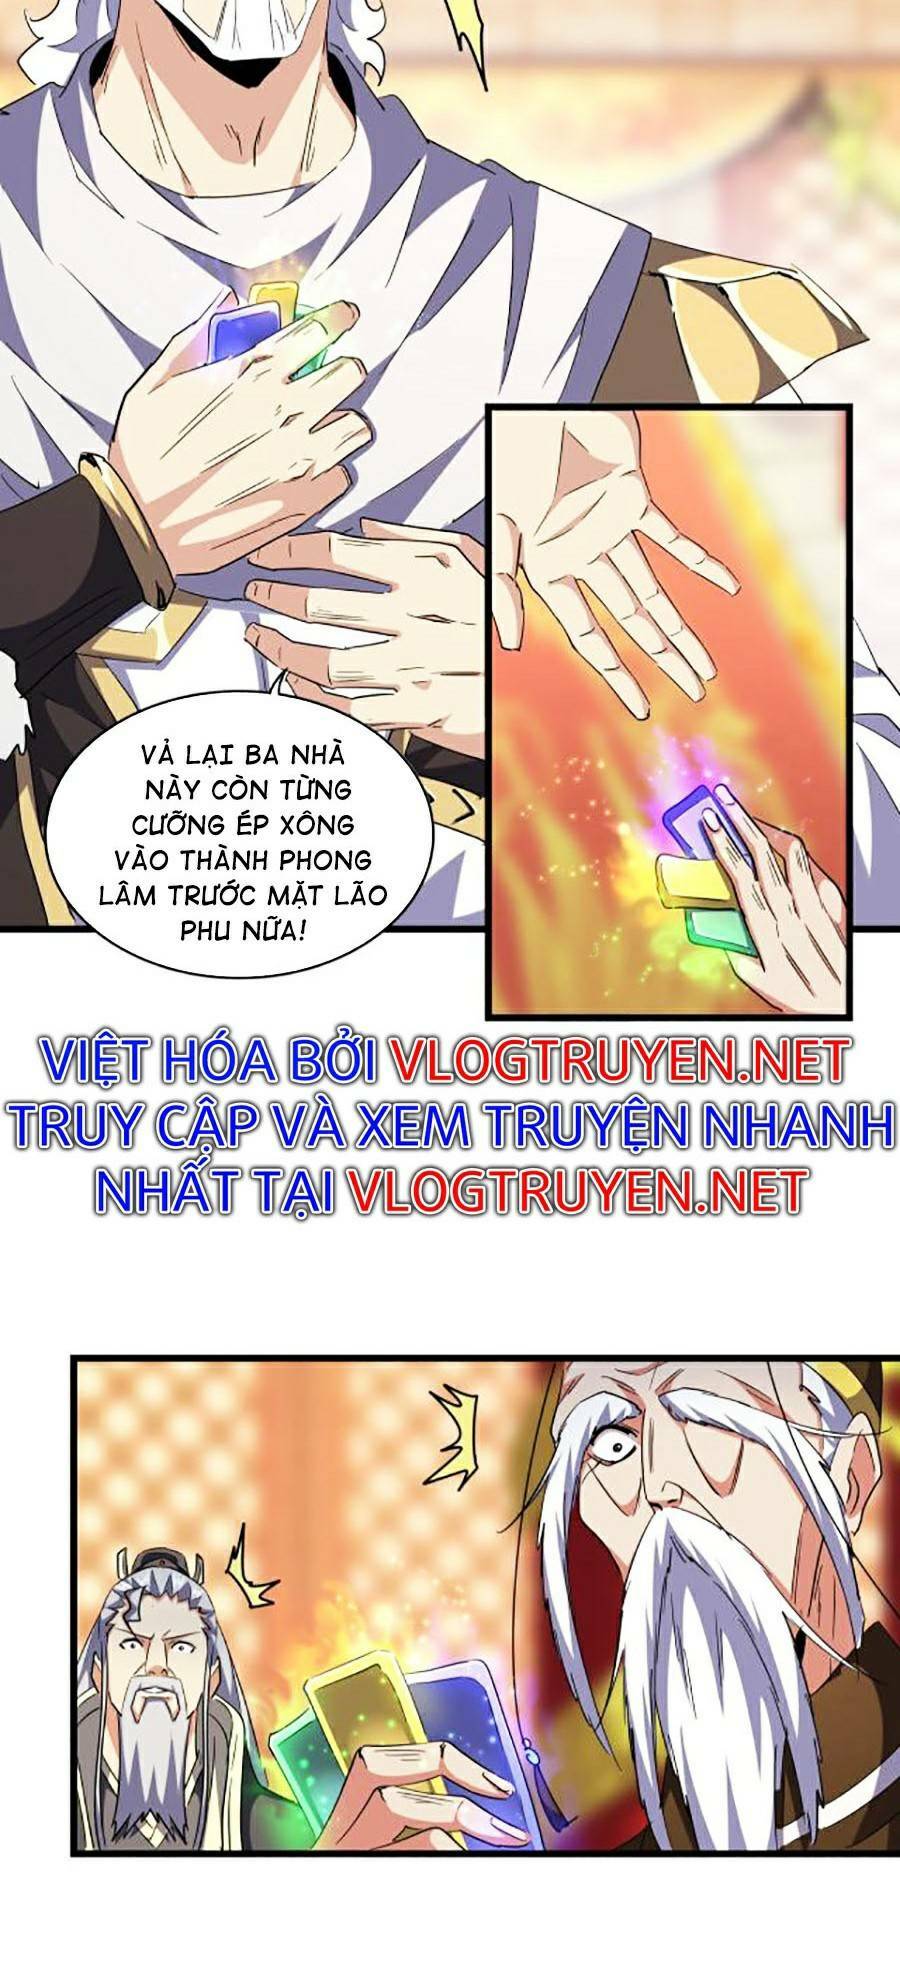 VẢ LẠI BA NHÀ
NÀY CÒN TỪNG
CƯỠNG ÉP XÔNG
VÀO THÀNH PHONG
LÂM TRƯỚC MẶT LÃO
PHU NỮA!
VIỆT HÓA BỞI VLOGTRUYEN.NET
TRUY CẬP VÀ XEM TRUYỆN NHANH
NHẤT TẠI VLOGTRUYEN.NET